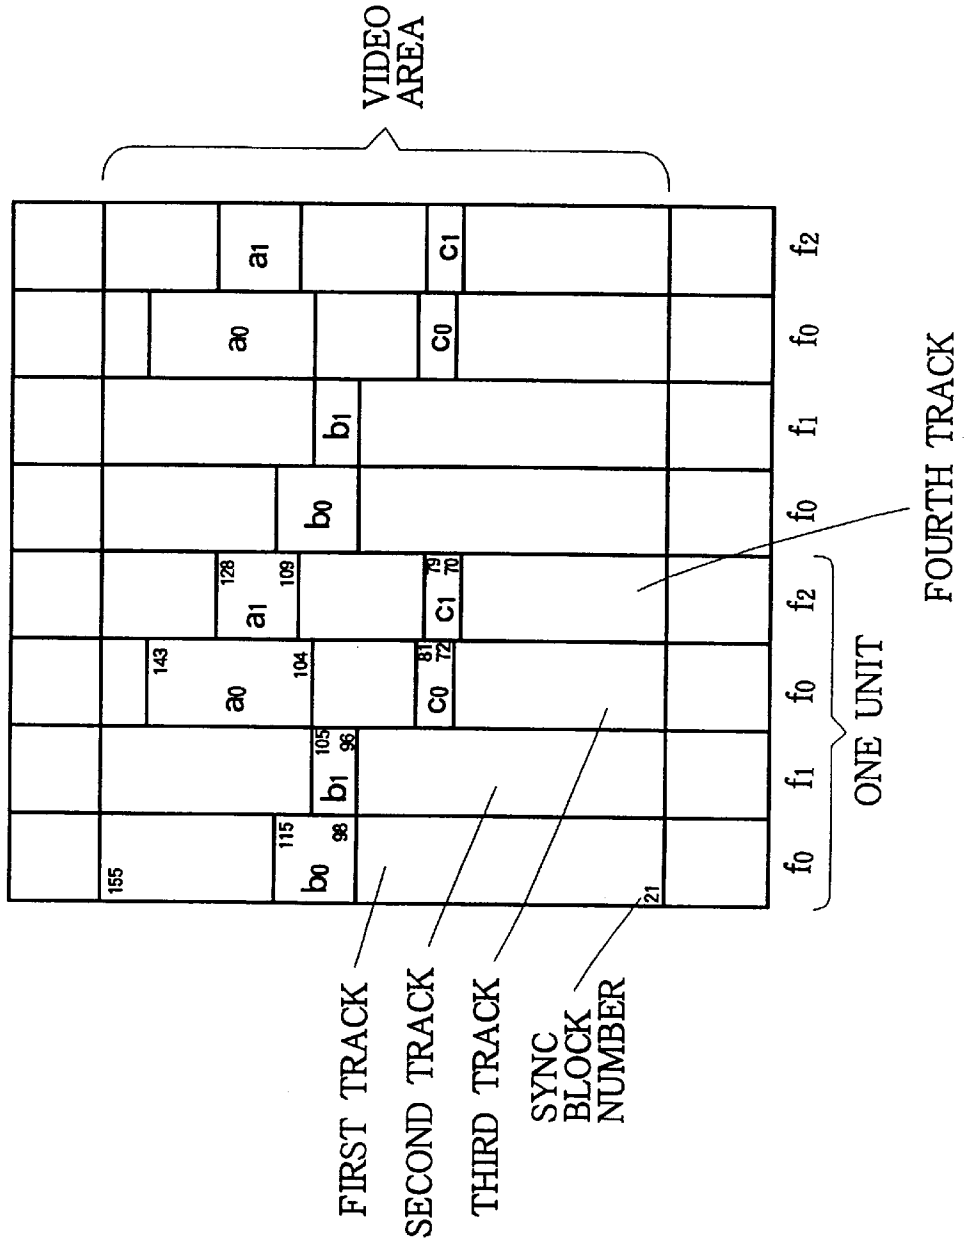 VIDEO
AREA
a1
c1
f2
a0
c0
f0
b1
f1
b0
f0
128
a1
109
79
c1
70
f2
143
a0
104
81
c0
72
f0
105
b1
96
f1
155
115
b0
98
21
f0
ONE UNIT
FIRST TRACK
SECOND TRACK
THIRD TRACK
FOURTH TRACK
SYNC
BLOCK
NUMBER